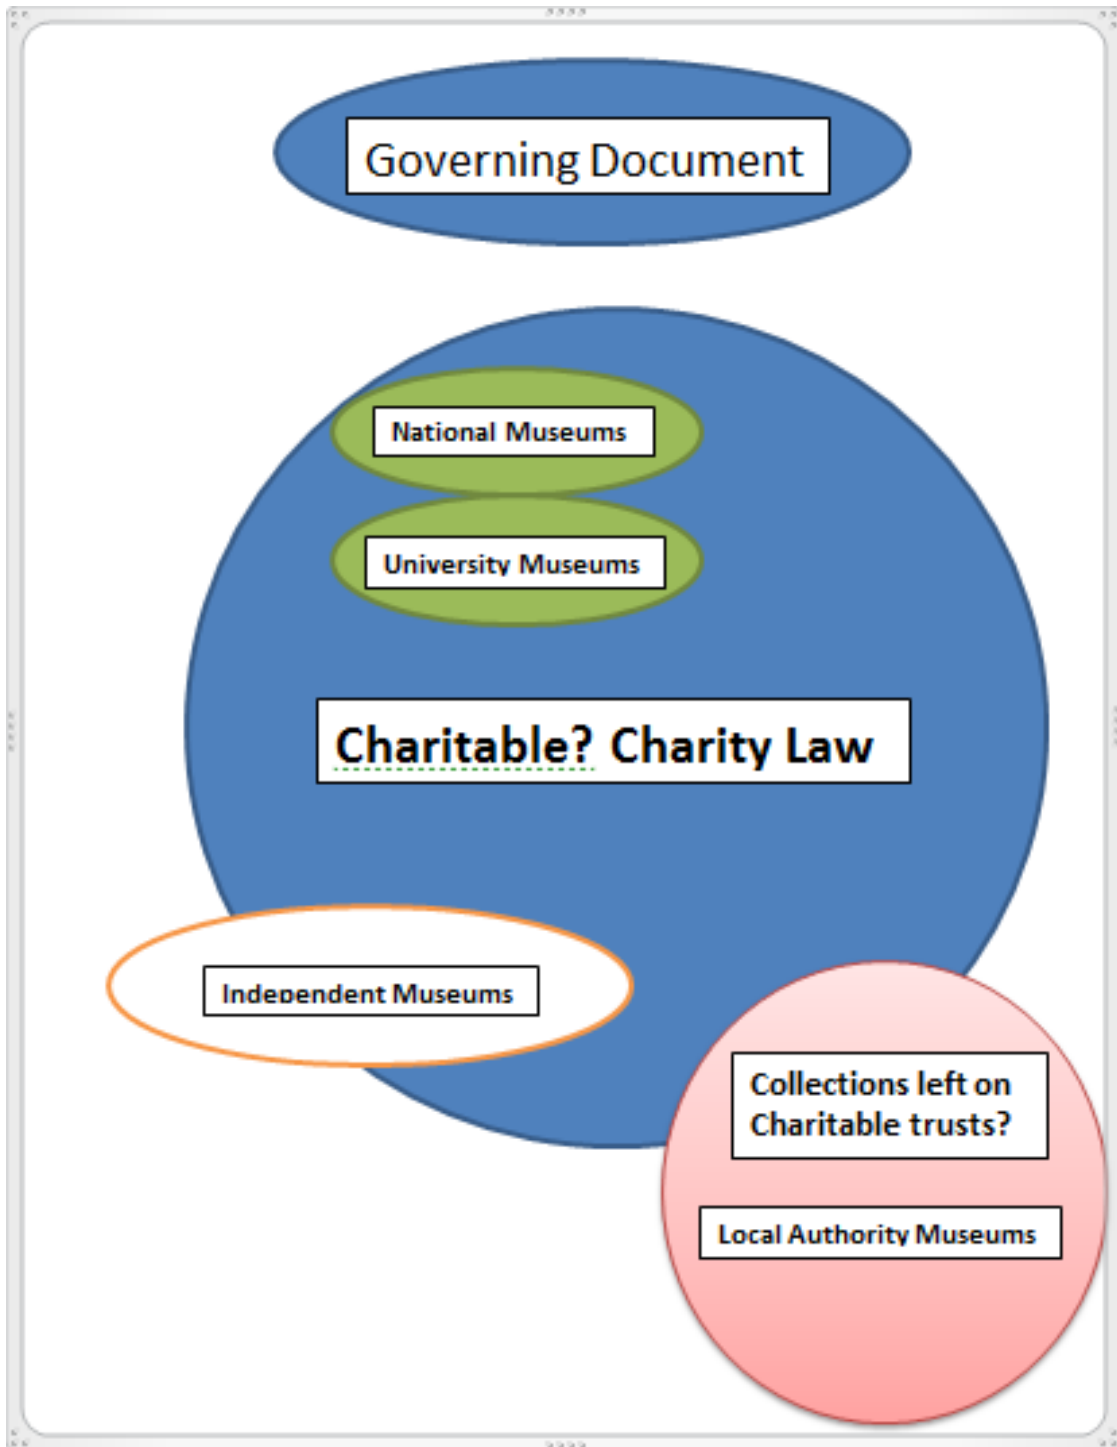 Governing Document
National Museums
University Museums
Charitable? Charity Law
Independent Museums
Collections left on
Charitable trusts?
Local Authority Museums